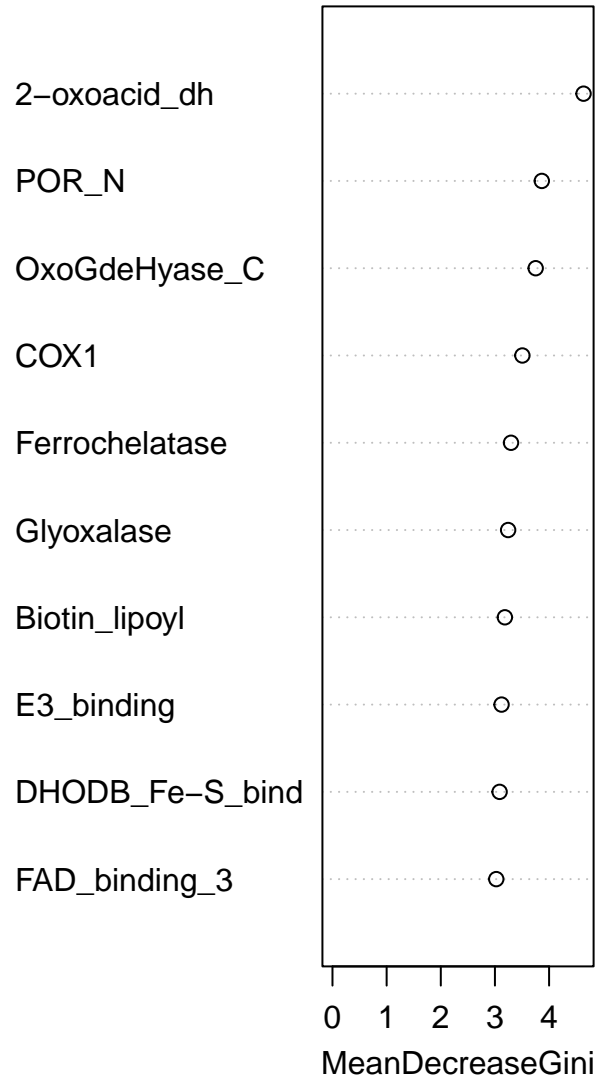 2−oxoacid_dh
POR_N
OxoGdeHyase_C
COX1
Ferrochelatase
Glyoxalase
Biotin_lipoyl
E3_binding
DHODB_Fe−S_bind
FAD_binding_3
0 1 2 3 4
MeanDecreaseGini